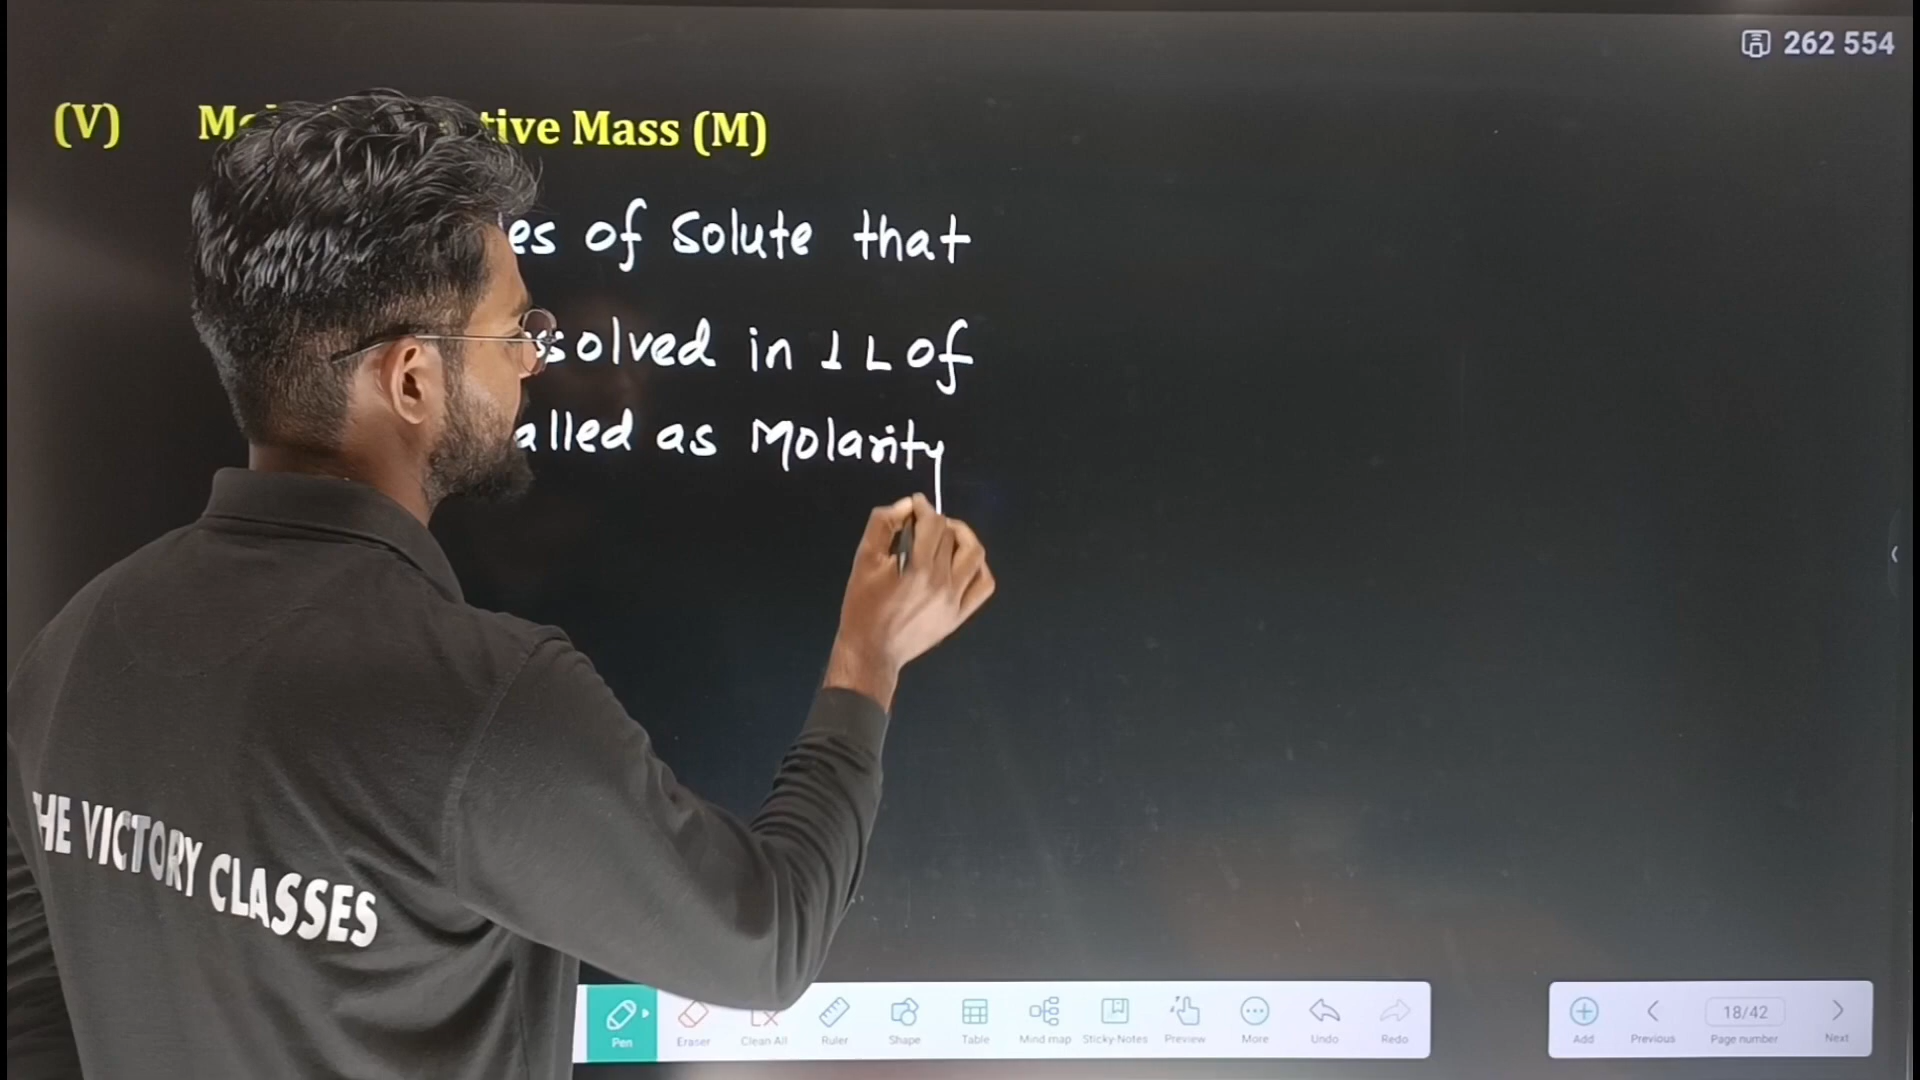 262 554
(V) tive Mass (M)
es of Solute that
solved in 1 L of
alled as Molarity
HE VICTORY CLASSES
Pen Eraser Clean All Ruler Shape Table Mind map Sticky-Notes Preview More Undo Redo
Add Previous 18/42 Page number Next